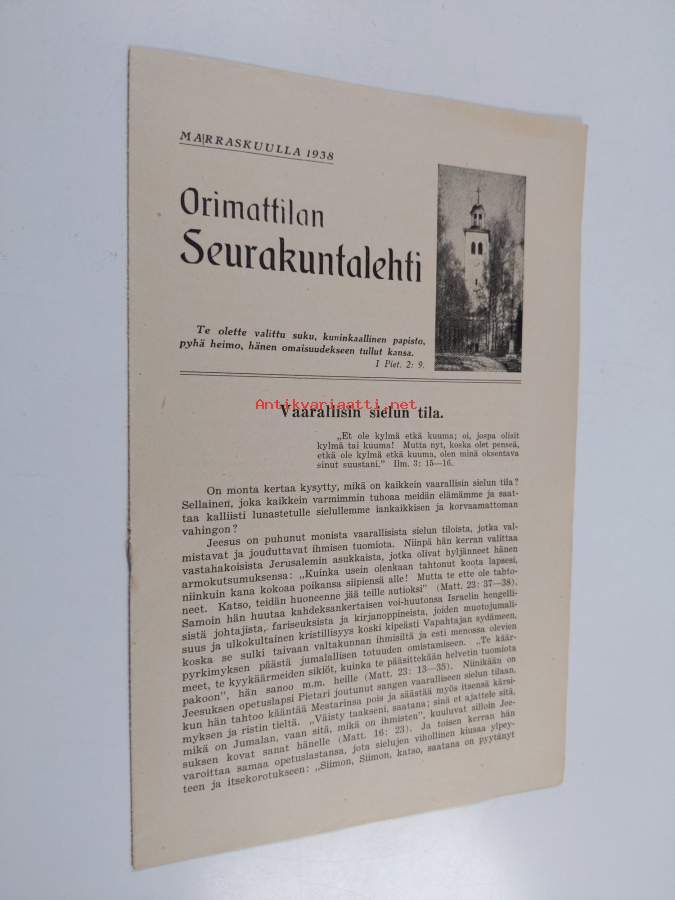 MARRASKUULLA 1938
Orimattilan
Seurakuntalehti
Te olette valittu suku, kuninkaallinen papisto,
pyhä heimo, hänen omaisuudekseen tullut kansa.
I Piet. 2: 9.
Antikvariaatti.net
Vaarallisin sielun tila.
„Et ole kylmä etkä kuuma; oi, jospa olisit
kylmä tai kuuma! Mutta nyt, koska olet penseä,
etkä ole kylmä etkä kuuma, olen minä oksentava
sinut suustani." Ilm. 3: 15—16.
On monta kertaa kysytty, mikä on kaikkein vaarallisin sielun tila?
Sellainen, joka kaikkein varmimmin tuhoaa meidän elämämme ja saat-
taa kalliisti lunastetulle sielullemme iankaikkisen ja korvaamattoman
vahingon?
Jeesus on puhunut monista vaarallisista sielun tiloista, jotka val-
mistavat ja jouduttavat ihmisen tuomiota. Niinpä hän kerran valittaa
vastahakoisista Jerusalemin asukkaista, jotka olivat hyljänneet hänen
armokutsumuksensa: „Kuinka usein olenkaan tahtonut koota lapsesi,
niinkuin kana kokoaa poikansa siipiensä alle! Mutta te ette ole tahto-
neet. Katso, teidän huoneenne jää teille autioksi" (Matt. 23: 37—38).
Samoin hän huutaa kahdeksankertaisen voi-huutonsa Israelin hengelli-
sistä johtajista, fariseuksista ja kirjanoppineista, joiden muotojumali-
suus ja ulkokultainen kristillisyys koski kipeästi Vapahtajan sydämeen,
koska se sulki taivaan valtakunnan ihmisiltä ja esti menossa olevien
pyrkimyksen päästä jumalallisen totuuden omistamiseen. „Te käär-
meet, te kyykäärmeiden sikiöt, kuinka te pääsittekään helvetin tuomiota
pakoon", hän sanoo m.m. heille (Matt. 23: 13—35). Niinikään on
Jeesuksen opetuslapsi Pietari joutunut sangen vaaralliseen sielun tilaan,
kun hän tahtoo kääntää Mestarinsa pois ja säästää myös itsensä kärsi-
myksen ja ristin tieltä. „Väisty taakseni, saatana; sinä et ajattele sitä,
mikä on Jumalan, vaan sitä, mikä on ihmisten", kuuluvat silloin Jee-
suksen kovat sanat hänelle (Matt. 16: 23). Ja toisen kerran hän
varoittaa samaa opetuslastansa, jota sielujen vihollinen kiusaa ylpey-
teen ja itsekorotukseen: „Siimon, Siimon, katso, saatana on pyytänyt